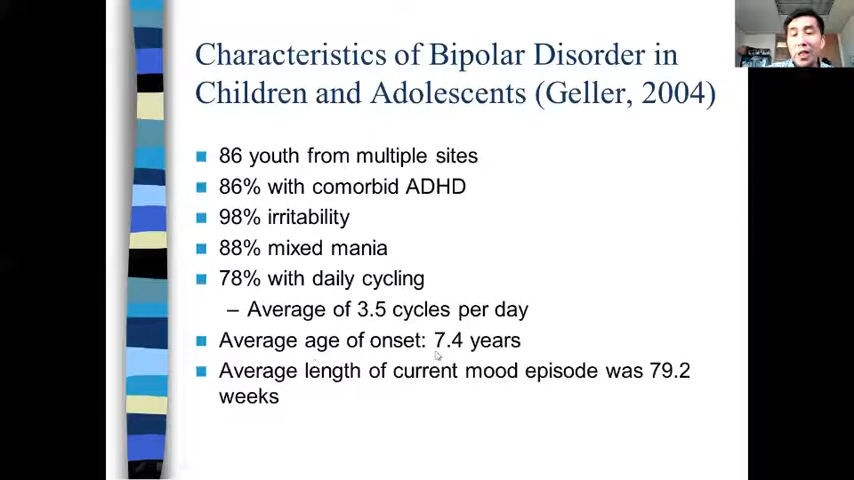 Characteristics of Bipolar Disorder in
Children and Adolescents (Geller, 2004)
86 youth from multiple sites
86% with comorbid ADHD
98% irritability
88% mixed mania
78% with daily cycling
– Average of 3.5 cycles per day
Average age of onset: 7.4 years
Average length of current mood episode was 79.2
weeks